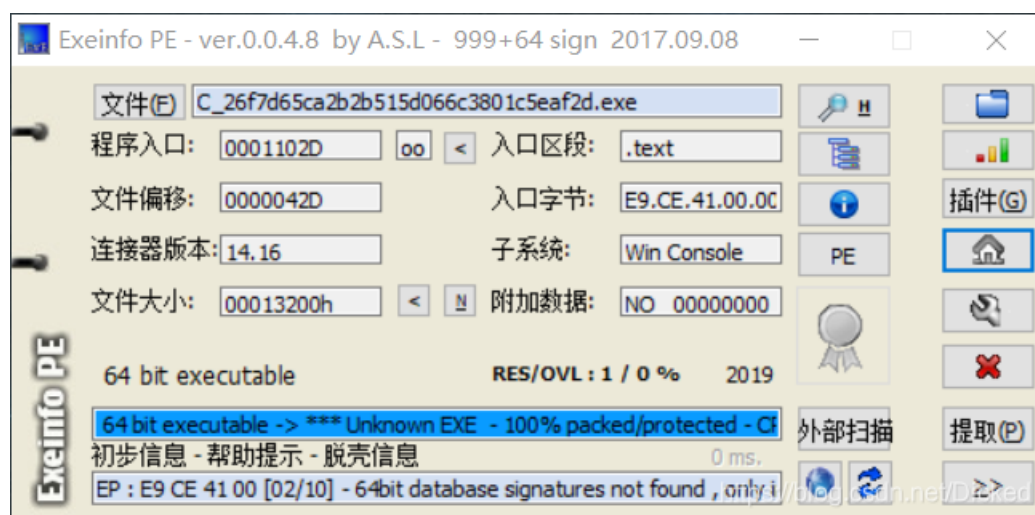 Exeinfo PE - ver.0.0.4.8 by A.S.L - 999+64 sign 2017.09.08
文件(F) C_26f7d65ca2b2b515d066c3801c5eaf2d.exe H
程序入口: 0001102D oo < 入口区段: .text
文件偏移: 0000042D 入口字节: E9.CE.41.00.0C 插件(G)
连接器版本: 14.16 子系统: Win Console PE
文件大小: 00013200h < N 附加数据: NO 00000000
64 bit executable RES/OVL : 1 / 0 % 2019
64 bit executable -> *** Unknown EXE - 100% packed/protected - 外部扫描 提取(P)
初步信息 - 帮助提示 - 脱壳信息 0 ms.
EP : E9 CE 41 00 [02/10] - 64bit database signatures not found , only i >>
Exeinfo PE
https://blog.csdn.net/